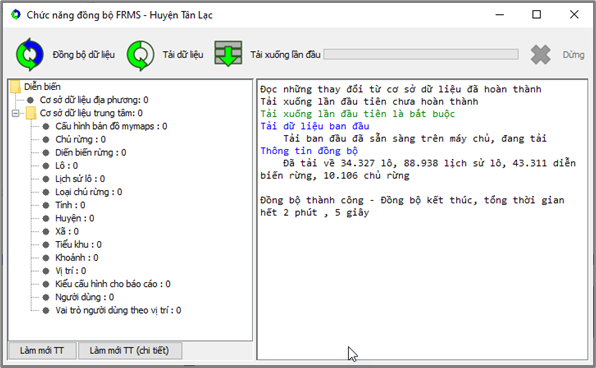 Chức năng đồng bộ FRMS - Huyện Tân Lạc
Đồng bộ dữ liệu
Tải dữ liệu
Tải xuống lần đầu
Dừng
Diễn biến
Cơ sở dữ liệu địa phương: 0
Cơ sở dữ liệu trung tâm: 0
Cấu hình bản đồ mymaps: 0
Chủ rừng : 0
Diễn biến rừng: 0
Lô : 0
Lịch sử lô : 0
Loại chủ rừng : 0
Tỉnh : 0
Huyện : 0
Xã : 0
Tiểu khu : 0
Khoảnh : 0
Vị trí : 0
Kiểu cấu hình cho báo cáo : 0
Người dùng : 0
Vai trò người dùng theo vị trí : 0
Làm mới TT
Làm mới TT (chi tiết)
Đọc những thay đổi từ cơ sở dữ liệu đã hoàn thành
Tải xuống lần đầu tiên chưa hoàn thành
Tải xuống lần đầu tiên là bắt buộc
Tải dữ liệu ban đầu
Tải ban đầu đã sẵn sàng trên máy chủ, đang tải
Thông tin đồng bộ
Đã tải về 34.327 lô, 88.938 lịch sử lô, 43.311 diễn
biến rừng, 10.106 chủ rừng
Đồng bộ thành công - Đồng bộ kết thúc, tổng thời gian
hết 2 phút , 5 giây